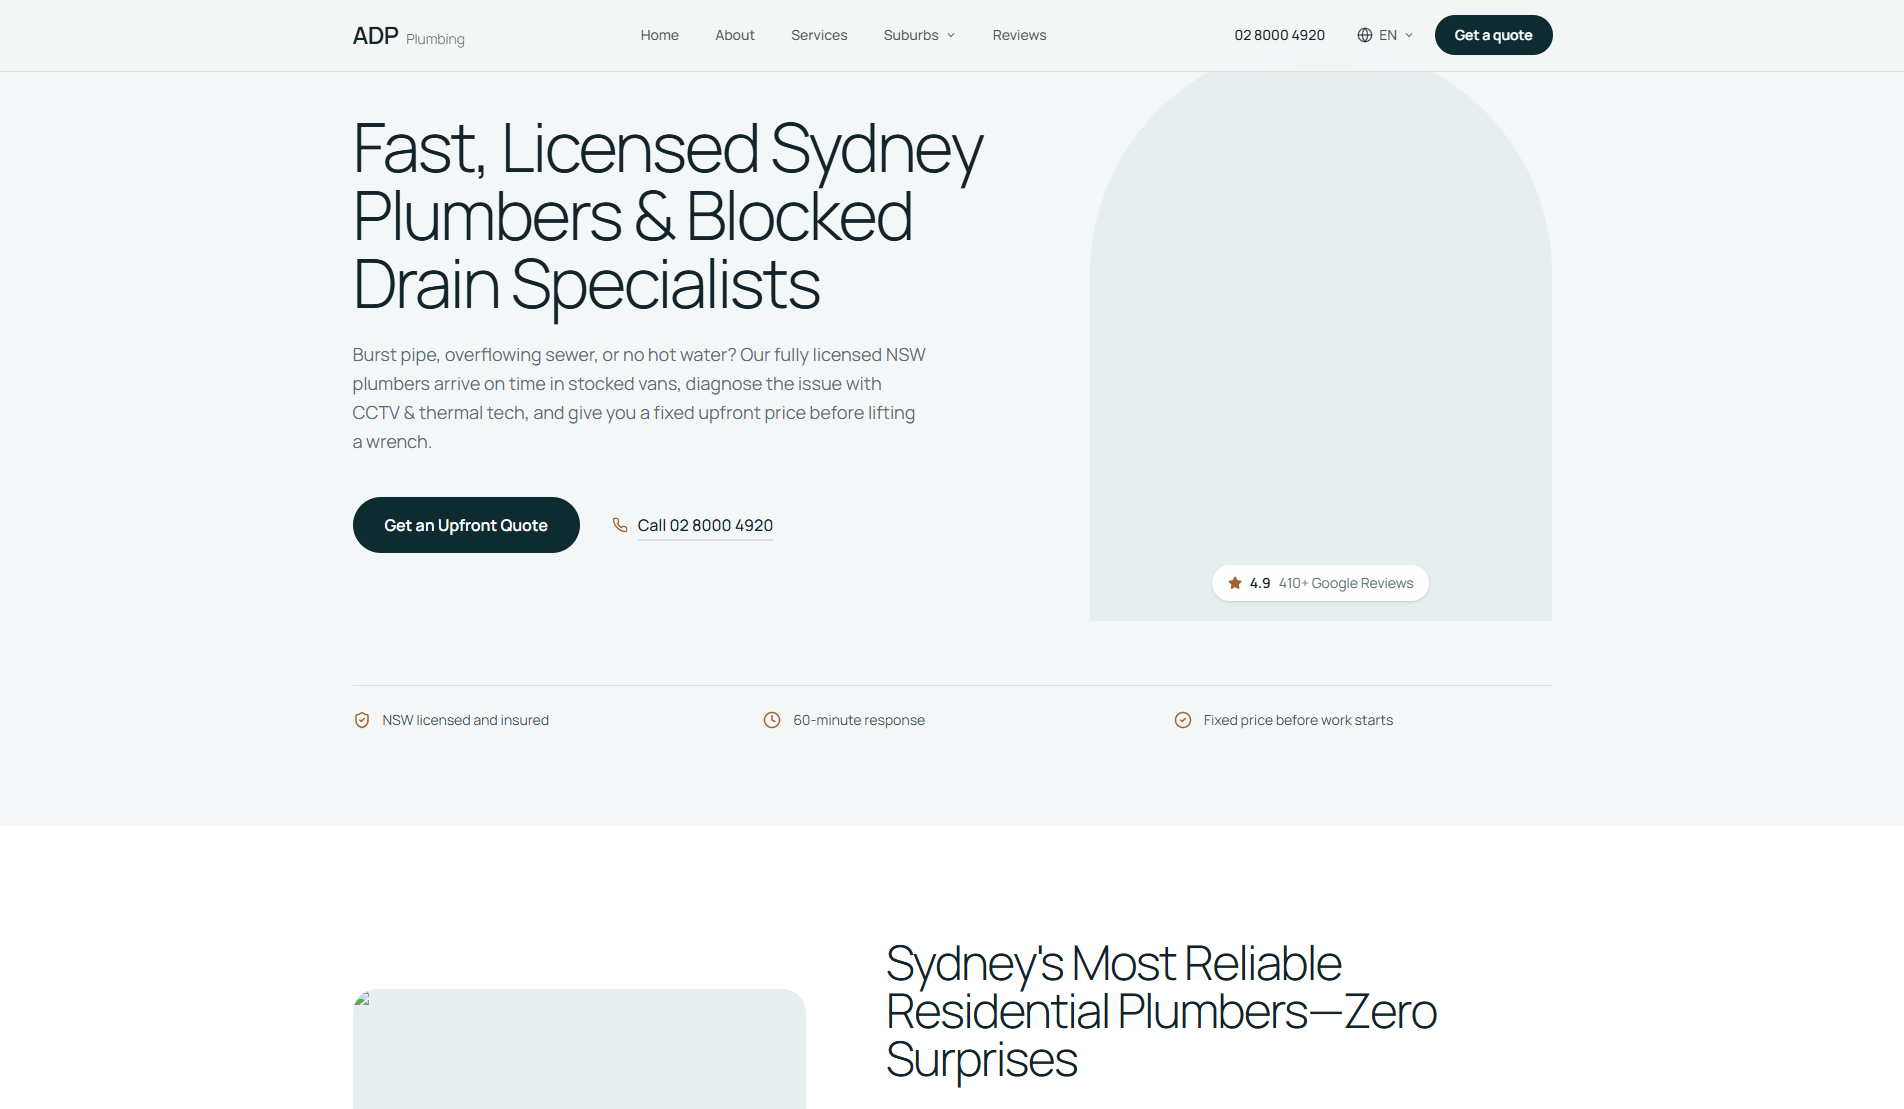 ADP Plumbing
Home
About
Services
Suburbs
Reviews
02 8000 4920
EN
Get a quote
Fast, Licensed Sydney
Plumbers & Blocked
Drain Specialists
Burst pipe, overflowing sewer, or no hot water? Our fully licensed NSW
plumbers arrive on time in stocked vans, diagnose the issue with
CCTV & thermal tech, and give you a fixed upfront price before lifting
a wrench.
Get an Upfront Quote
Call 02 8000 4920
4.9 410+ Google Reviews
NSW licensed and insured
60-minute response
Fixed price before work starts
Sydney's Most Reliable
Residential Plumbers—Zero
Surprises